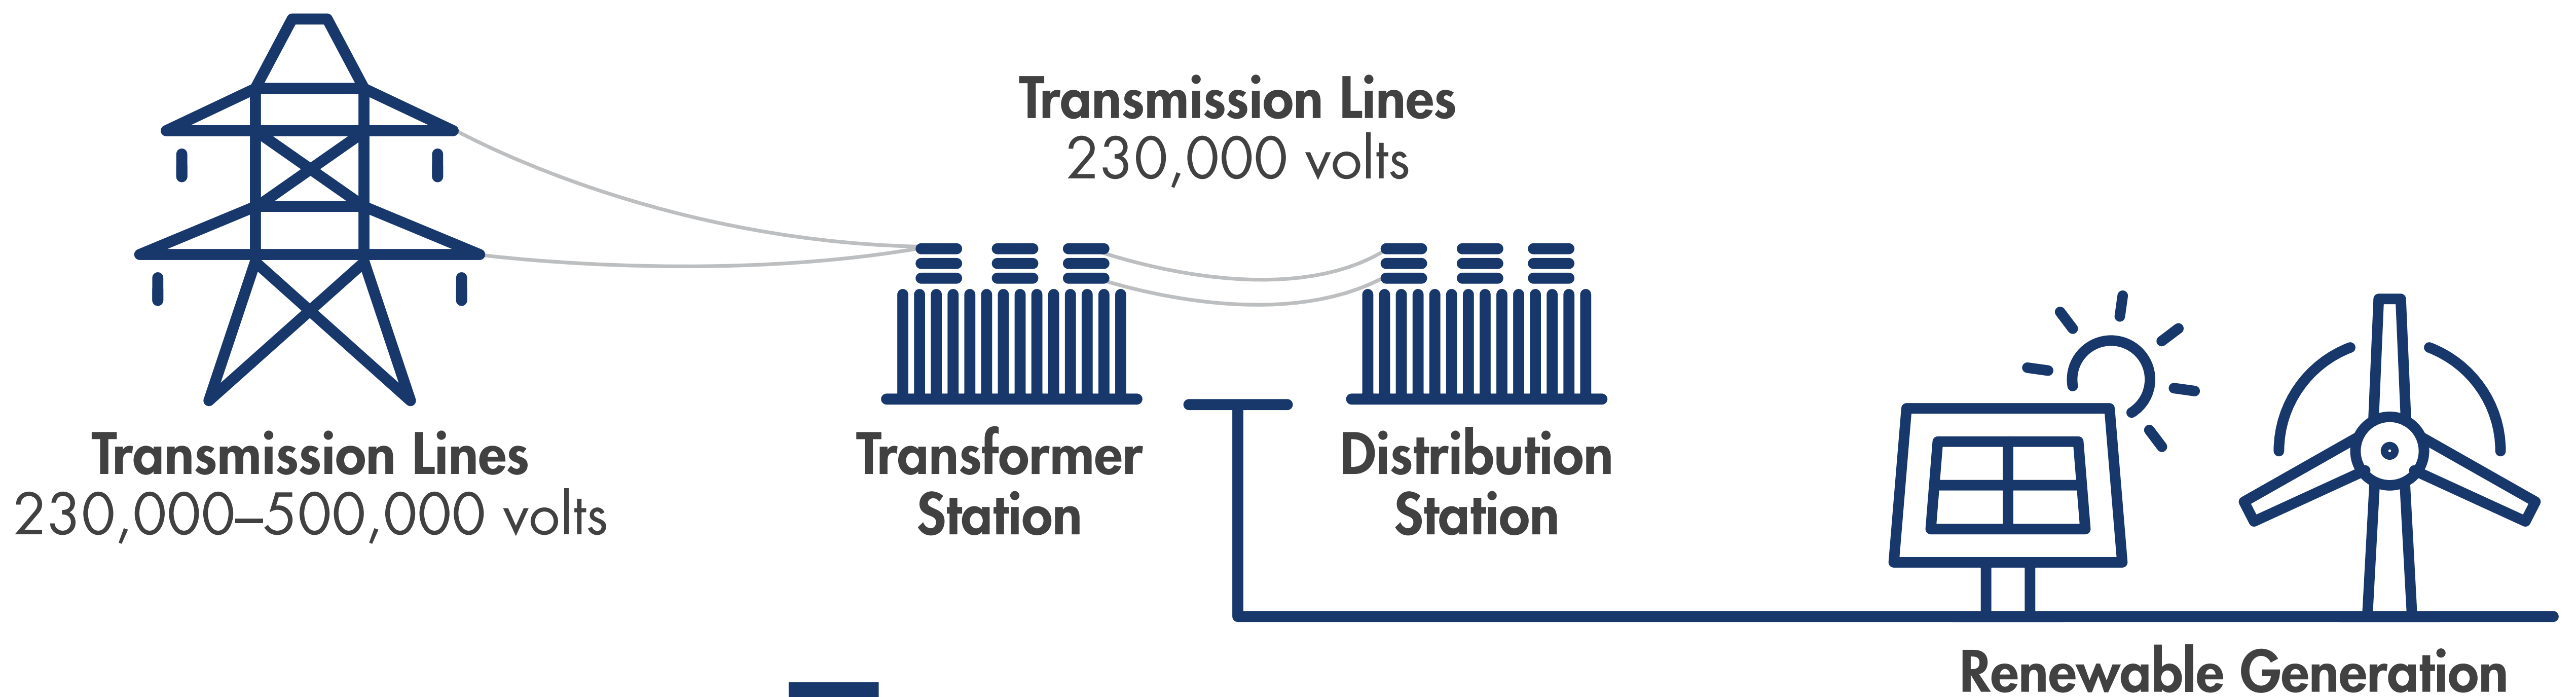 Transmission Lines
230,000 volts
Transmission Lines
230,000–500,000 volts
Transformer
Station
Distribution
Station
Renewable Generation